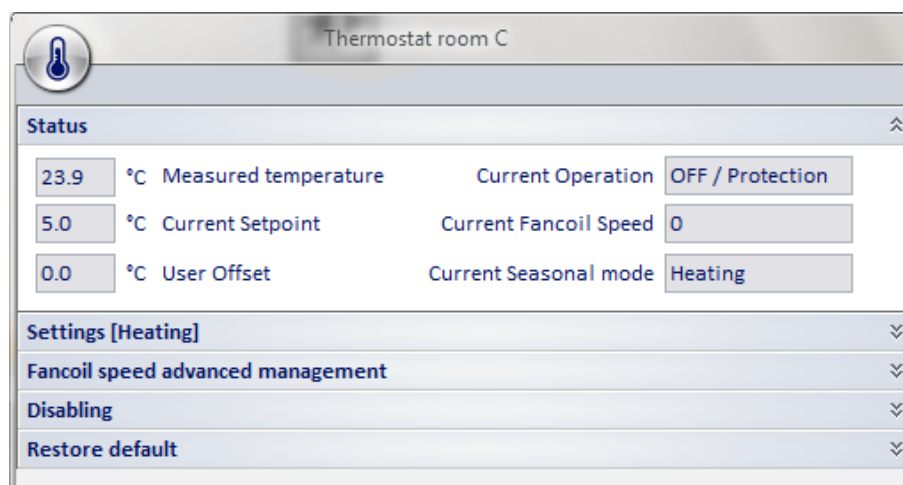 Thermostat room C
Status
23.9 °C Measured temperature Current Operation OFF / Protection
5.0 °C Current Setpoint Current Fancoil Speed 0
0.0 °C User Offset Current Seasonal mode Heating
Settings [Heating]
Fancoil speed advanced management
Disabling
Restore default